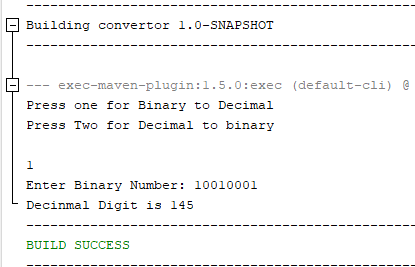 Building convertor 1.0-SNAPSHOT
--- exec-maven-plugin:1.5.0:exec (default-cli) @
Press one for Binary to Decimal
Press Two for Decimal to binary
1
Enter Binary Number: 10010001
Decinmal Digit is 145
BUILD SUCCESS